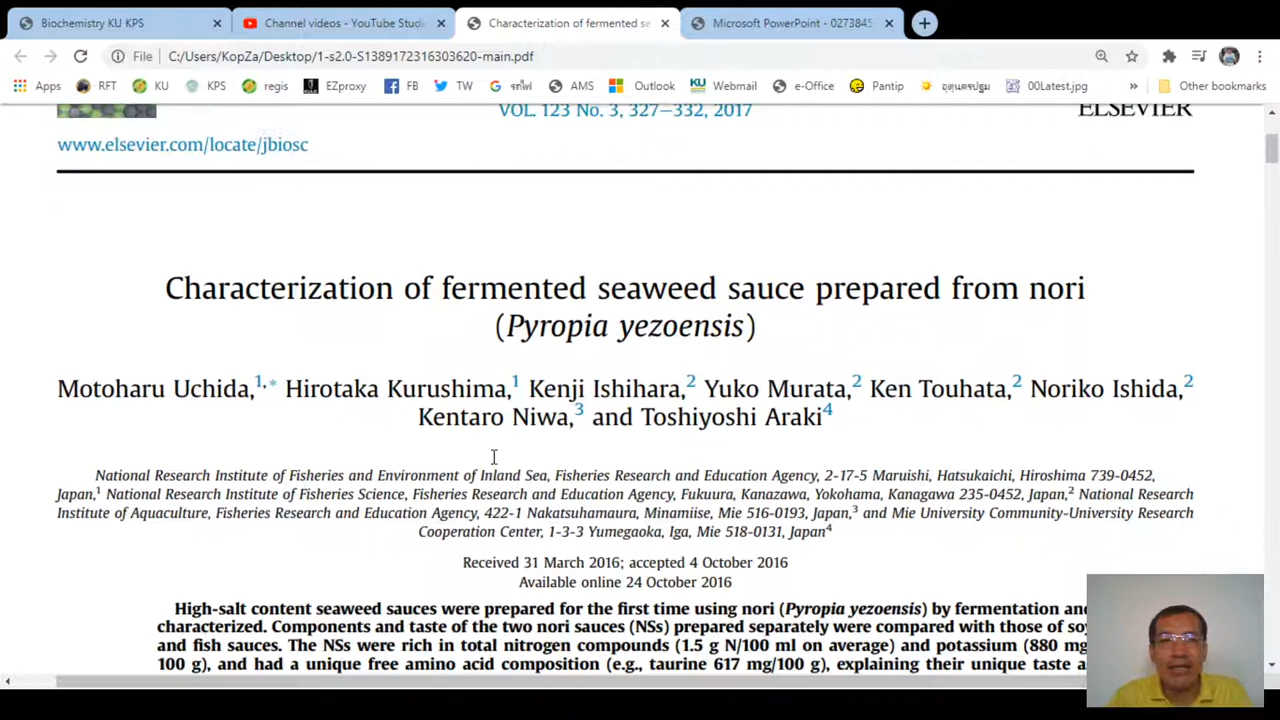 Biochemistry KU KPS
Channel videos - YouTube Studi
Characterization of fermented se
Microsoft PowerPoint - 0273845
File
C:/Users/KopZa/Desktop/1-s2.0-S1389172316303620-main.pdf
Apps
RFT
KU
KPS
regis
EZproxy
FB
TW
รถไฟ
AMS
Outlook
Webmail
e-Office
Pantip
อุตุนครปฐม
00Latest.jpg
Other bookmarks
VOL. 123 No. 3, 327–332, 2017
ELSEVIER
www.elsevier.com/locate/jbiosc
Characterization of fermented seaweed sauce prepared from nori
(Pyropia yezoensis)
Motoharu Uchida,1,* Hirotaka Kurushima,1 Kenji Ishihara,2 Yuko Murata,2 Ken Touhata,2 Noriko Ishida,2
Kentaro Niwa,3 and Toshiyoshi Araki4
National Research Institute of Fisheries and Environment of Inland Sea, Fisheries Research and Education Agency, 2-17-5 Maruishi, Hatsukaichi, Hiroshima 739-0452,
Japan,1 National Research Institute of Fisheries Science, Fisheries Research and Education Agency, Fukuura, Kanazawa, Yokohama, Kanagawa 235-0452, Japan,2 National Research
Institute of Aquaculture, Fisheries Research and Education Agency, 422-1 Nakatsuhamaura, Minamiise, Mie 516-0193, Japan,3 and Mie University Community-University Research
Cooperation Center, 1-3-3 Yumegaoka, Iga, Mie 518-0131, Japan4
Received 31 March 2016; accepted 4 October 2016
Available online 24 October 2016
High-salt content seaweed sauces were prepared for the first time using nori (Pyropia yezoensis) by fermentation and
characterized. Components and taste of the two nori sauces (NSs) prepared separately were compared with those of soy
and fish sauces. The NSs were rich in total nitrogen compounds (1.5 g N/100 ml on average) and potassium (880 mg
100 g), and had a unique free amino acid composition (e.g., taurine 617 mg/100 g), explaining their unique taste a